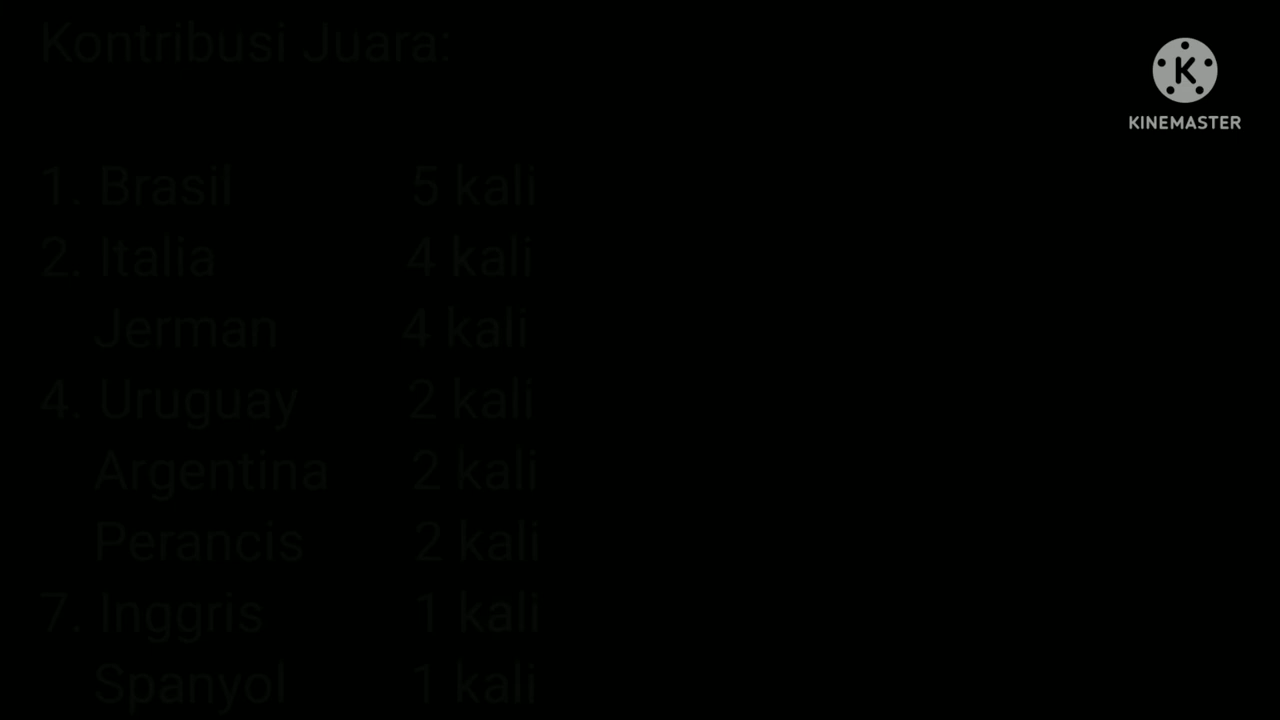 Kontribusi Juara:
K
KINEMASTER
1. Brasil 5 kali
2. Italia 4 kali
Jerman 4 kali
4. Uruguay 2 kali
Argentina 2 kali
Perancis 2 kali
7. Inggris 1 kali
Spanyol 1 kali